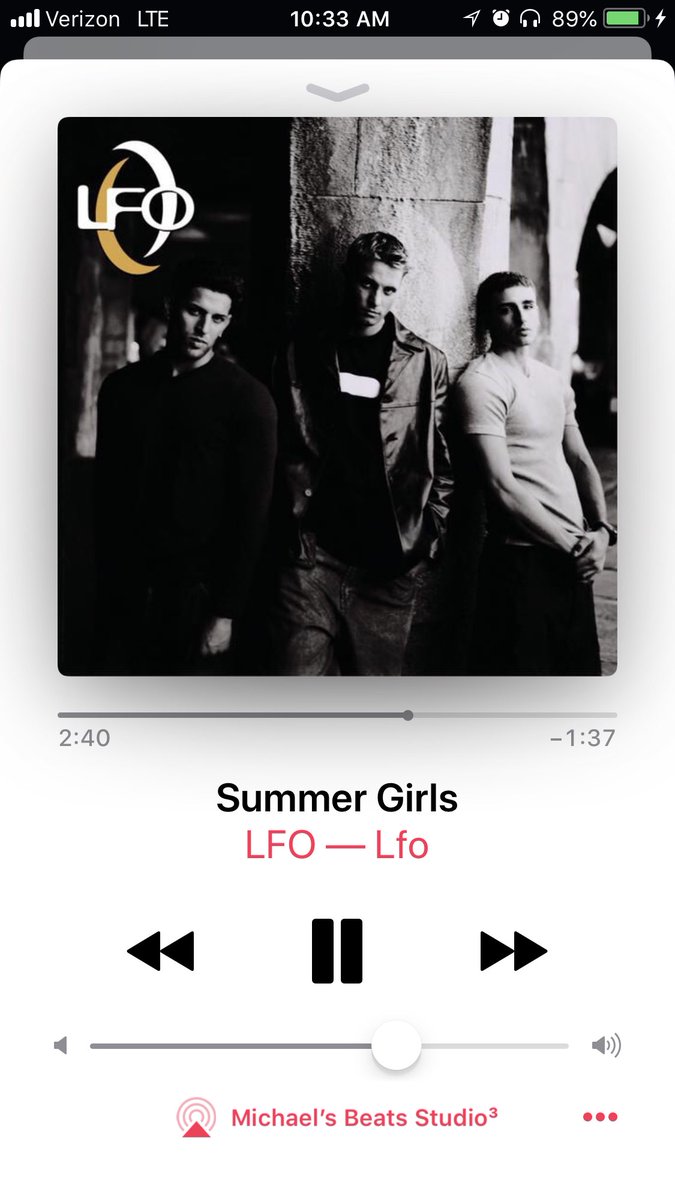 Verizon LTE 10:33 AM 89%
LFO
2:40 −1:37
Summer Girls
LFO — Lfo
Michael’s Beats Studio³